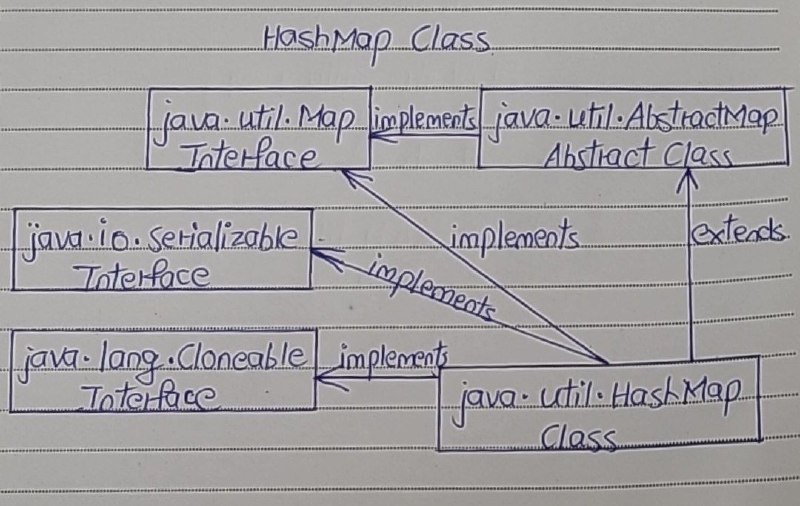 HashMap Class
java.util.Map
Interface
implements
java.util.AbstractMap
Abstract Class
java.io.Serializable
Interface
implements
implements
extends
java.lang.Cloneable
Interface
implements
java.util.HashMap
Class